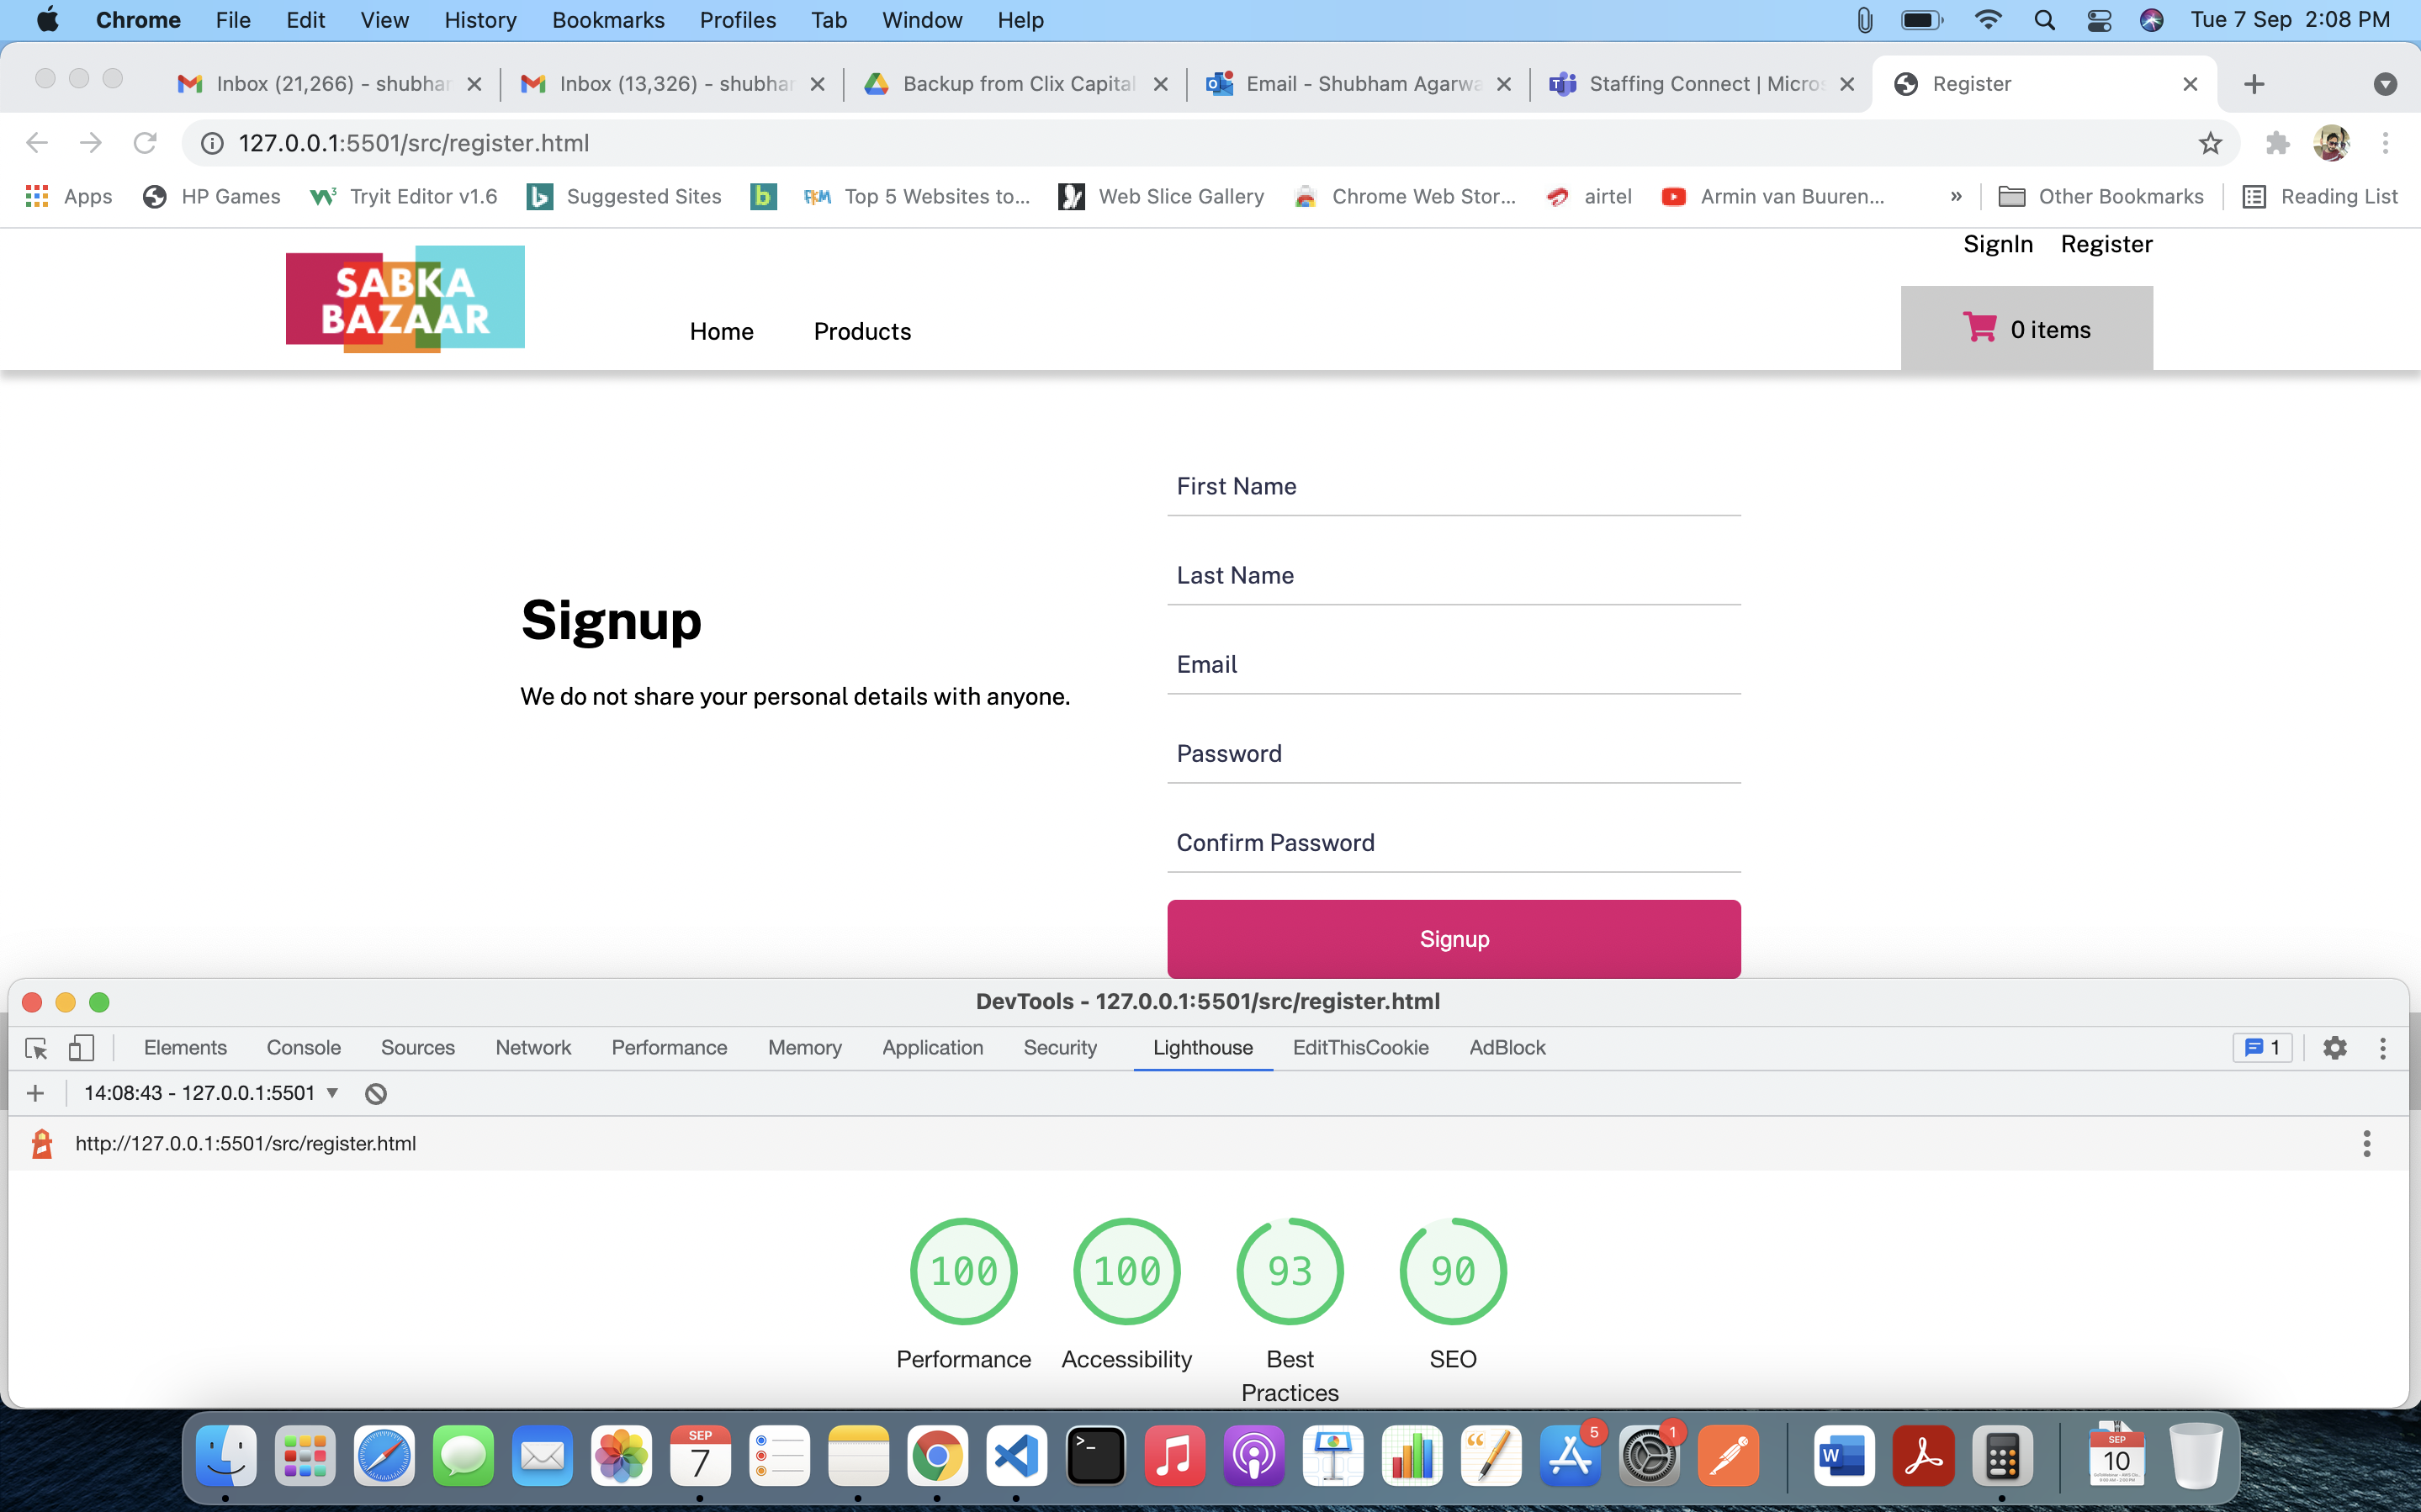 Chrome File Edit View History Bookmarks Profiles Tab Window Help Tue 7 Sep 2:08 PM
Inbox (21,266) - shubhar Inbox (13,326) - shubhar Backup from Clix Capital Email - Shubham Agarwa Staffing Connect | Micros Register
127.0.0.1:5501/src/register.html
Apps HP Games Tryit Editor v1.6 Suggested Sites Top 5 Websites to... Web Slice Gallery Chrome Web Stor... airtel Armin van Buuren... » Other Bookmarks Reading List
SignIn Register
SABKA
BAZAAR
Home Products 0 items
First Name
Last Name
Signup
Email
We do not share your personal details with anyone.
Password
Confirm Password
Signup
DevTools - 127.0.0.1:5501/src/register.html
Elements Console Sources Network Performance Memory Application Security Lighthouse EditThisCookie AdBlock 1
14:08:43 - 127.0.0.1:5501
http://127.0.0.1:5501/src/register.html
100 100 93 90
Performance Accessibility Best Practices SEO
SEP 7 5 1 SEP 10